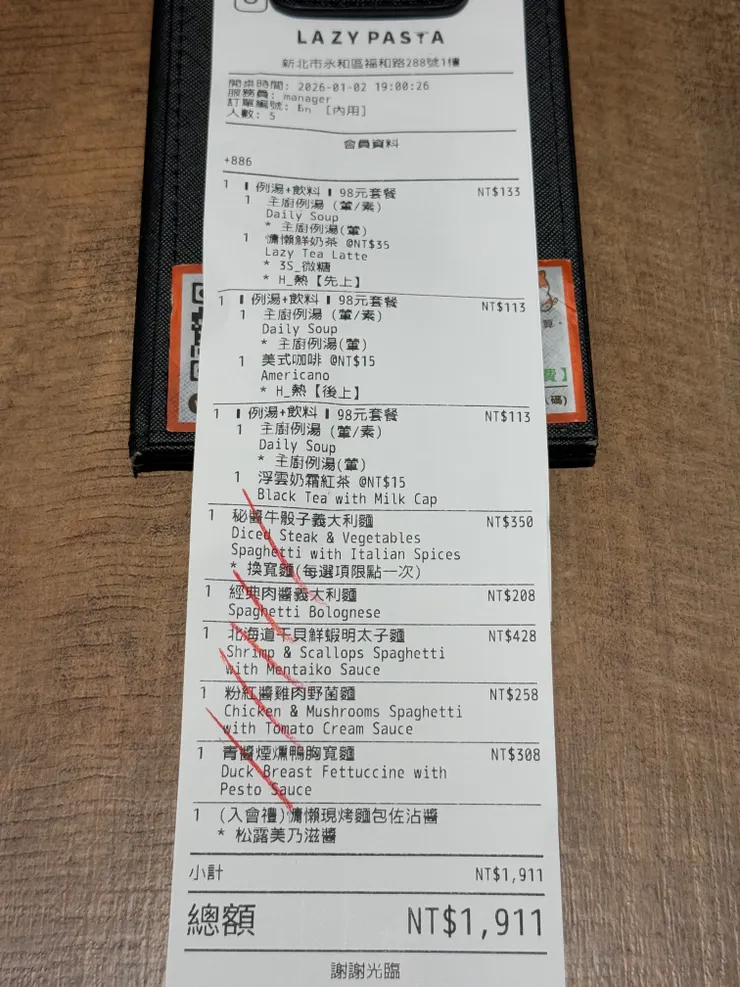 LAZY PASTA
新北市永和區福和路288號1樓
開桌時間: 2026-01-02 19:00:26
服務員: manager
訂單編號: 6n [內用]
人數: 5
會員資料
+886
1 ▮ 例湯+飲料 ▮ 98元套餐 NT$133
1 主廚例湯 (葷/素)
Daily Soup
* 主廚例湯(葷)
1 慵懶鮮奶茶 @NT$35
Lazy Tea Latte
* 3S_微糖
* H_熱【先上】
1 ▮ 例湯+飲料 ▮ 98元套餐 NT$113
1 主廚例湯 (葷/素)
Daily Soup
* 主廚例湯(葷)
1 美式咖啡 @NT$15
Americano
* H_熱【後上】
1 ▮ 例湯+飲料 ▮ 98元套餐 NT$113
1 主廚例湯 (葷/素)
Daily Soup
* 主廚例湯(葷)
1 浮雲奶霜紅茶 @NT$15
Black Tea with Milk Cap
1 秘醬牛骰子義大利麵 NT$350
Diced Steak & Vegetables
Spaghetti with Italian Spices
* 換寬麵(每選項限點一次)
1 經典肉醬義大利麵 NT$208
Spaghetti Bolognese
1 北海道干貝鮮蝦明太子麵 NT$428
Shrimp & Scallops Spaghetti
with Mentaiko Sauce
1 粉紅醬雞肉野菌麵 NT$258
Chicken & Mushrooms Spaghetti
with Tomato Cream Sauce
1 青醬煙燻鴨胸寬麵 NT$308
Duck Breast Fettuccine with
Pesto Sauce
1 (入會禮)慵懶現烤麵包佐沾醬
* 松露美乃滋醬
小計 NT$1,911
總額 NT$1,911
謝謝光臨
算。
費】
碼)